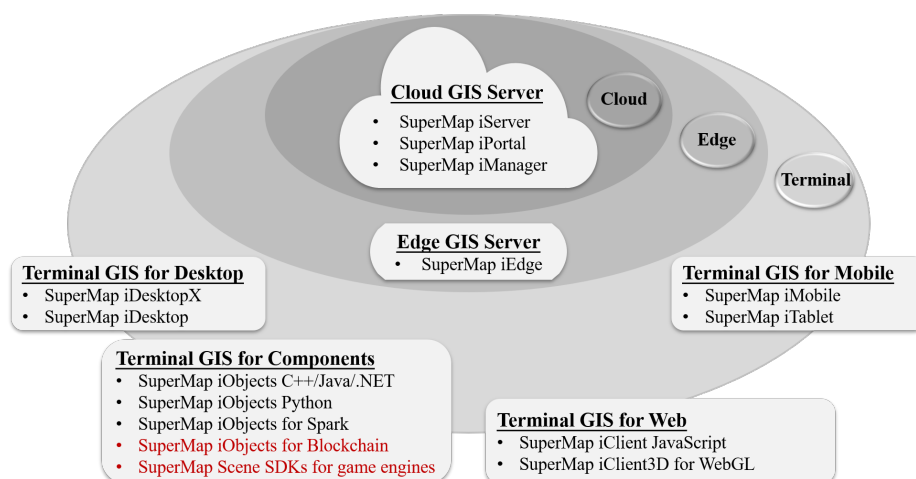 Cloud GIS Server
• SuperMap iServer
• SuperMap iPortal
• SuperMap iManager
Cloud
Edge
Terminal
Edge GIS Server
• SuperMap iEdge
Terminal GIS for Desktop
• SuperMap iDesktopX
• SuperMap iDesktop
Terminal GIS for Mobile
• SuperMap iMobile
• SuperMap iTablet
Terminal GIS for Components
• SuperMap iObjects C++/Java/.NET
• SuperMap iObjects Python
• SuperMap iObjects for Spark
• SuperMap iObjects for Blockchain
• SuperMap Scene SDKs for game engines
Terminal GIS for Web
• SuperMap iClient JavaScript
• SuperMap iClient3D for WebGL